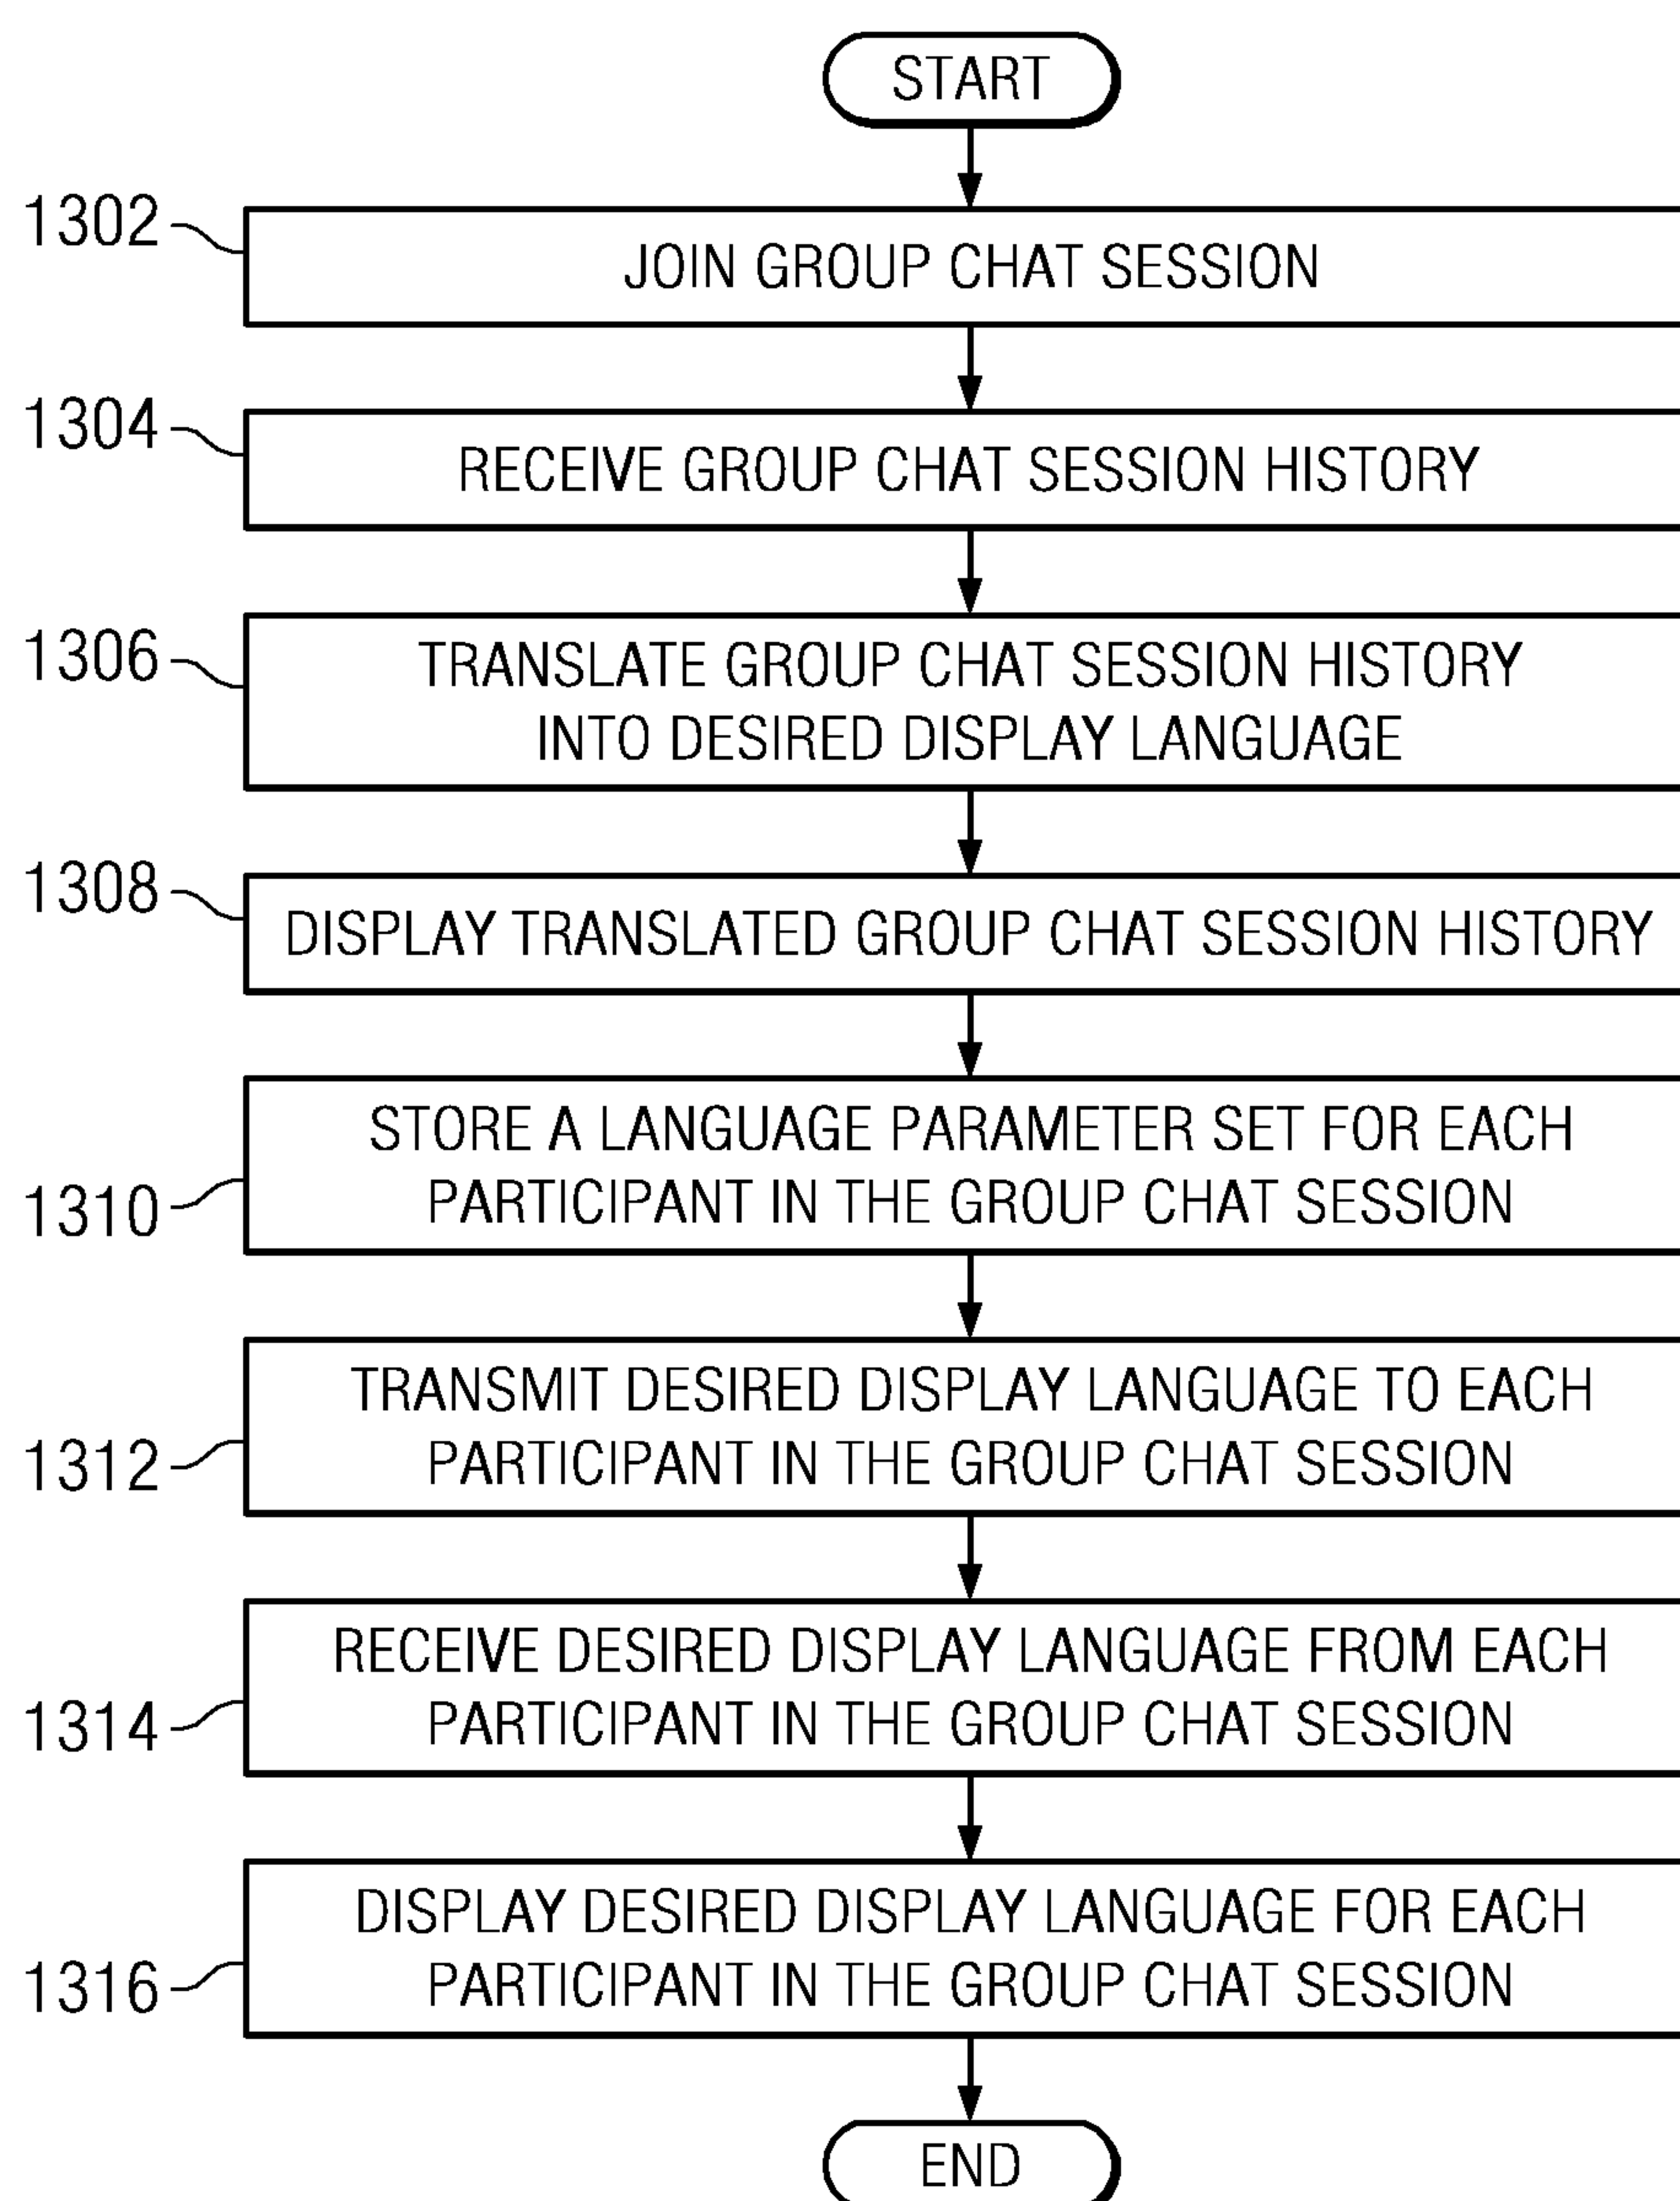 START
1302
JOIN GROUP CHAT SESSION
1304
RECEIVE GROUP CHAT SESSION HISTORY
1306
TRANSLATE GROUP CHAT SESSION HISTORY
INTO DESIRED DISPLAY LANGUAGE
1308
DISPLAY TRANSLATED GROUP CHAT SESSION HISTORY
1310
STORE A LANGUAGE PARAMETER SET FOR EACH
PARTICIPANT IN THE GROUP CHAT SESSION
1312
TRANSMIT DESIRED DISPLAY LANGUAGE TO EACH
PARTICIPANT IN THE GROUP CHAT SESSION
1314
RECEIVE DESIRED DISPLAY LANGUAGE FROM EACH
PARTICIPANT IN THE GROUP CHAT SESSION
1316
DISPLAY DESIRED DISPLAY LANGUAGE FOR EACH
PARTICIPANT IN THE GROUP CHAT SESSION
END